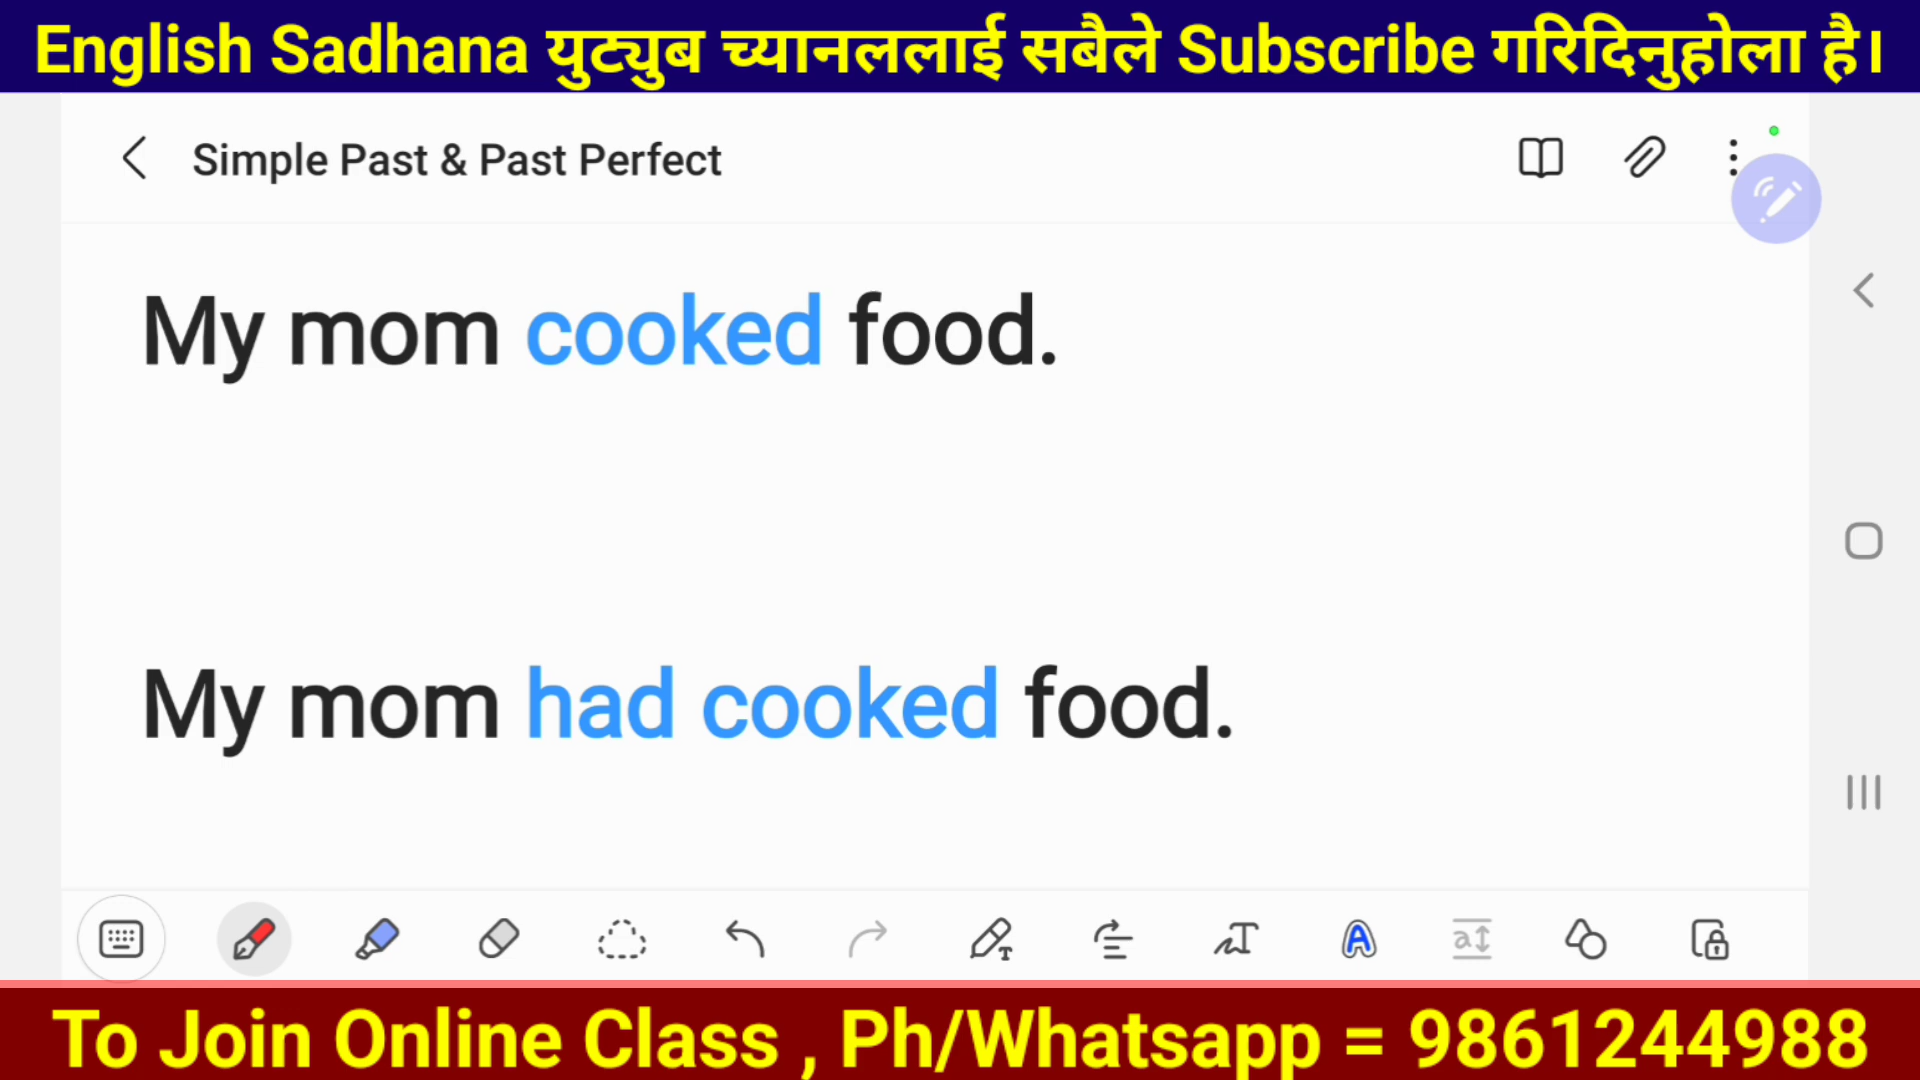 English Sadhana युट्युब च्यानललाई सबैले Subscribe गरिदिनुहोला है।
Simple Past & Past Perfect
My mom cooked food.
My mom had cooked food.
To Join Online Class , Ph/Whatsapp = 9861244988